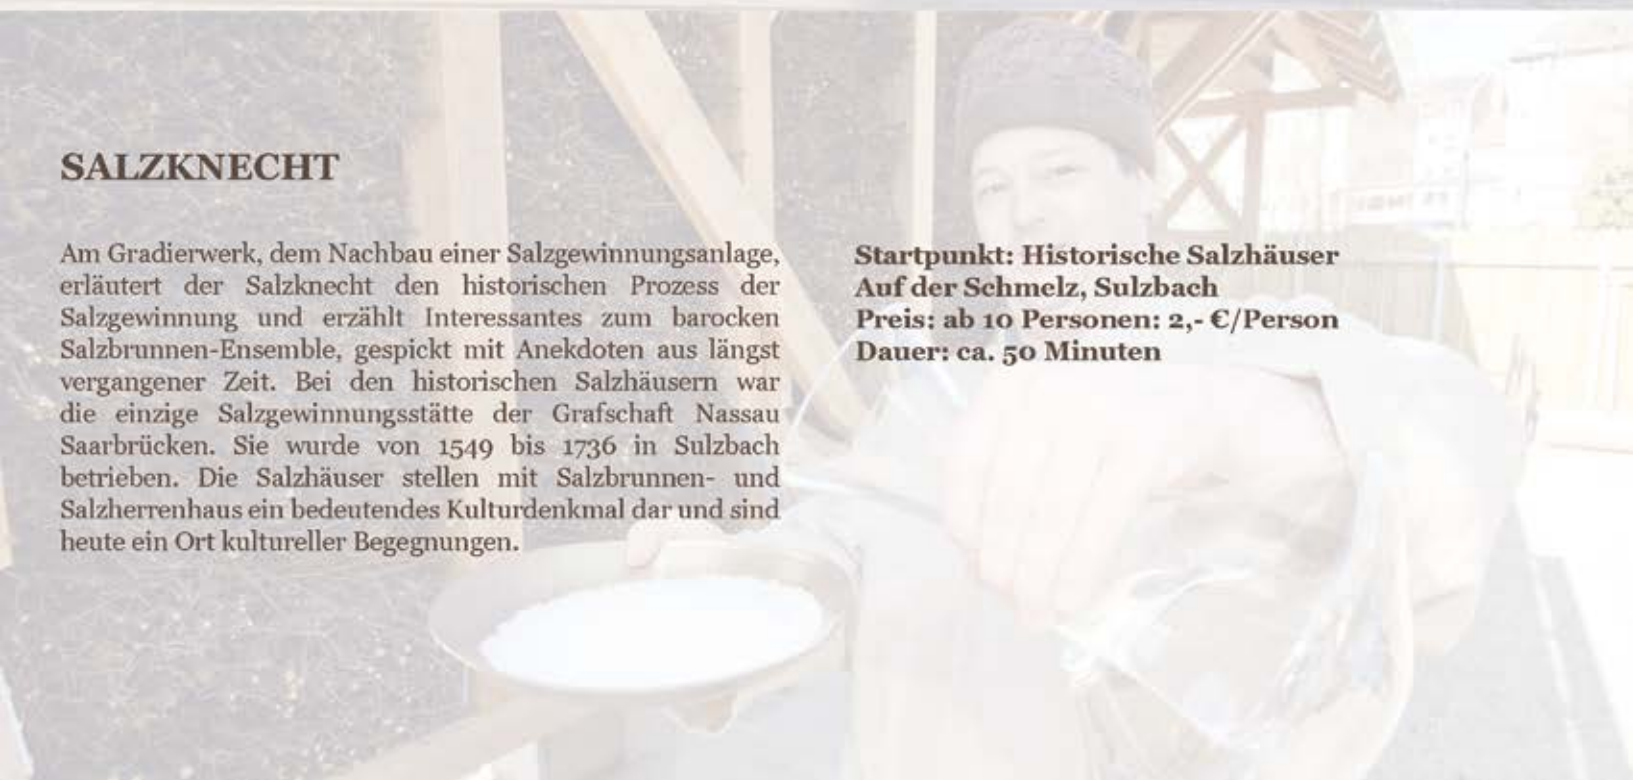 SALZKNECHT
Am Gradierwerk, dem Nachbau einer Salzgewinnungsanlage,
erläutert der Salzknecht den historischen Prozess der
Salzgewinnung und erzählt Interessantes zum barocken
Salzbrunnen-Ensemble, gespickt mit Anekdoten aus längst
vergangener Zeit. Bei den historischen Salzhäusern war
die einzige Salzgewinnungsstätte der Grafschaft Nassau
Saarbrücken. Sie wurde von 1549 bis 1736 in Sulzbach
betrieben. Die Salzhäuser stellen mit Salzbrunnen- und
Salzherrenhaus ein bedeutendes Kulturdenkmal dar und sind
heute ein Ort kultureller Begegnungen.
Startpunkt: Historische Salzhäuser
Auf der Schmelz, Sulzbach
Preis: ab 10 Personen: 2,- €/Person
Dauer: ca. 50 Minuten